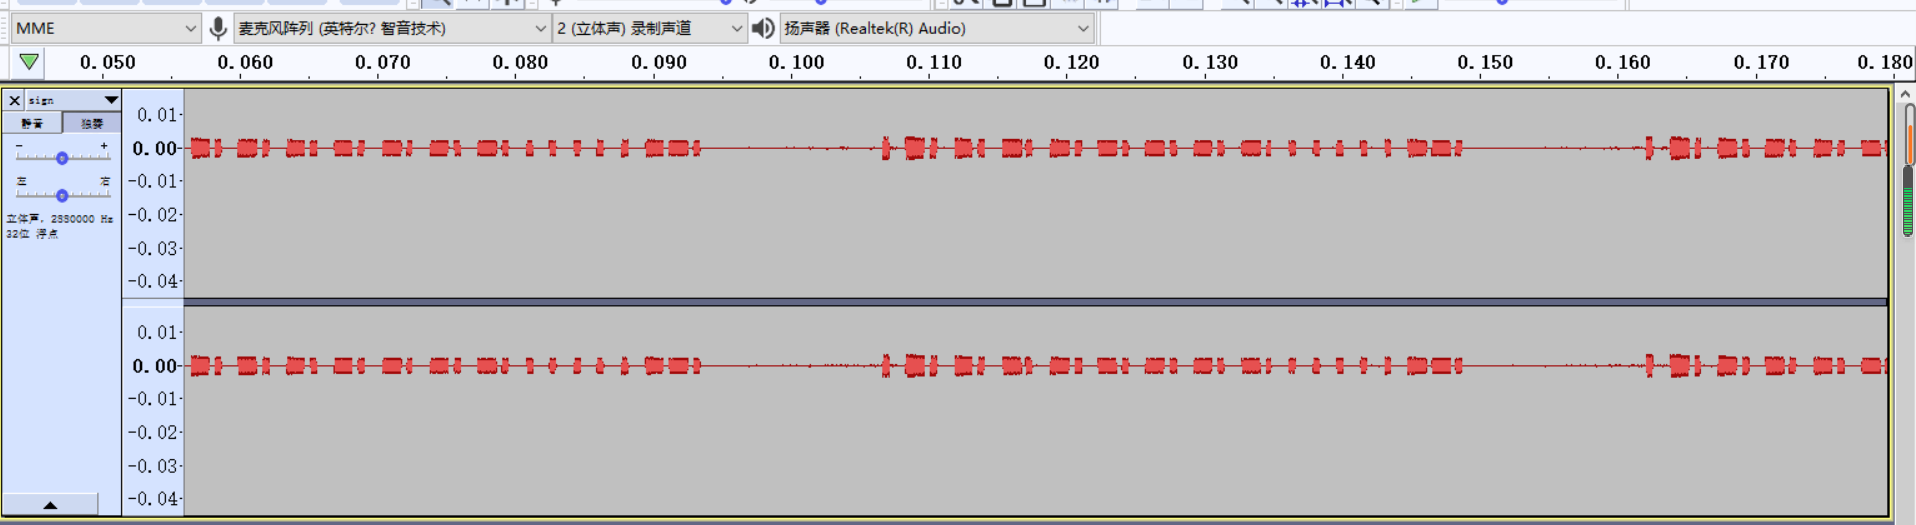 MME 麦克风阵列 (英特尔? 智音技术) 2 (立体声) 录制声道 扬声器 (Realtek(R) Audio)
0.050 0.060 0.070 0.080 0.090 0.100 0.110 0.120 0.130 0.140 0.150 0.160 0.170 0.180
× sign
静音 独奏
- +
左 右
立体声, 2550000 Hz
32位 浮点
0.01
0.00
-0.01
-0.02
-0.03
-0.04
0.01
0.00
-0.01
-0.02
-0.03
-0.04